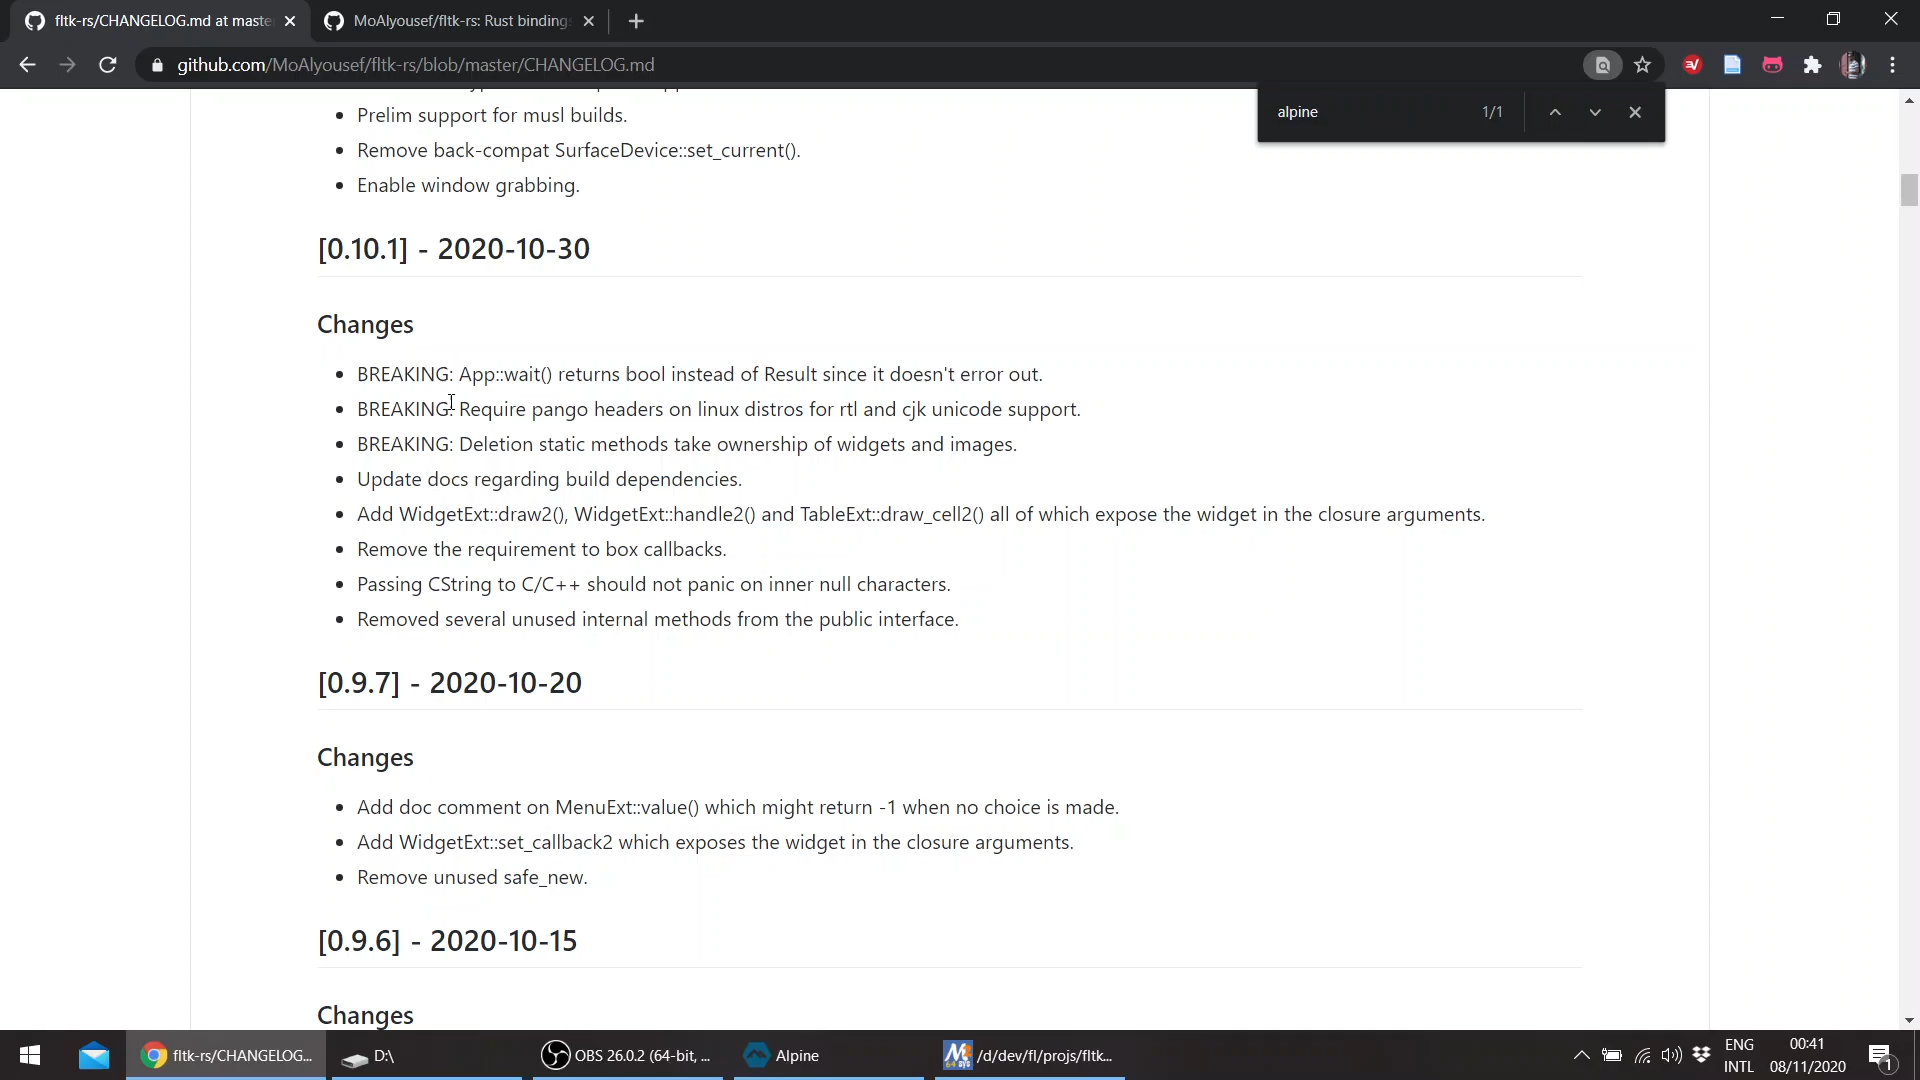 fltk-rs/CHANGELOG.md at maste
MoAlyousef/fltk-rs: Rust binding
github.com/MoAlyousef/fltk-rs/blob/master/CHANGELOG.md
alpine
1/1
Prelim support for musl builds.
Remove back-compat SurfaceDevice::set_current().
Enable window grabbing.
[0.10.1] - 2020-10-30
Changes
BREAKING: App::wait() returns bool instead of Result since it doesn't error out.
BREAKING: Require pango headers on linux distros for rtl and cjk unicode support.
BREAKING: Deletion static methods take ownership of widgets and images.
Update docs regarding build dependencies.
Add WidgetExt::draw2(), WidgetExt::handle2() and TableExt::draw_cell2() all of which expose the widget in the closure arguments.
Remove the requirement to box callbacks.
Passing CString to C/C++ should not panic on inner null characters.
Removed several unused internal methods from the public interface.
[0.9.7] - 2020-10-20
Changes
Add doc comment on MenuExt::value() which might return -1 when no choice is made.
Add WidgetExt::set_callback2 which exposes the widget in the closure arguments.
Remove unused safe_new.
[0.9.6] - 2020-10-15
Changes
fltk-rs/CHANGELOG...
D:\
OBS 26.0.2 (64-bit, ...
Alpine
/d/dev/fl/projs/fltk...
ENG
INTL
00:41
08/11/2020
1